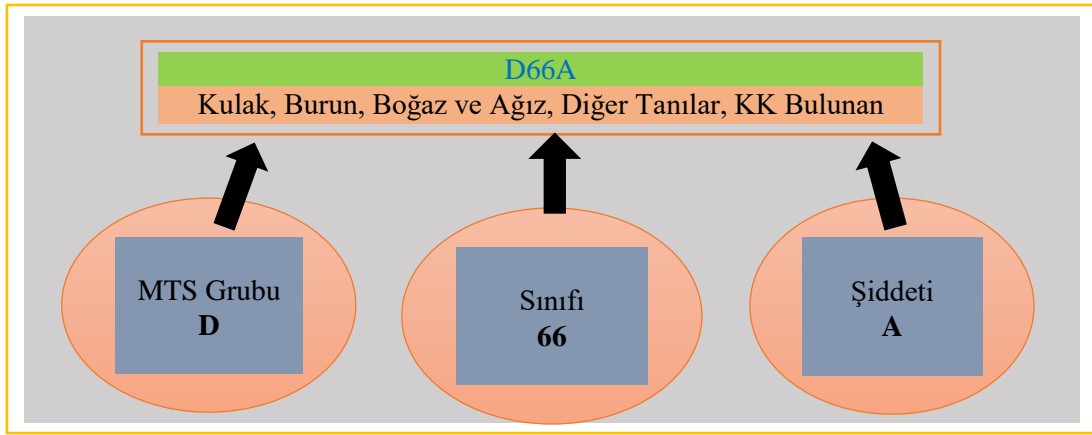 D66A
Kulak, Burun, Boğaz ve Ağız, Diğer Tanılar, KK Bulunan
MTS Grubu
D
Sınıfı
66
Şiddeti
A